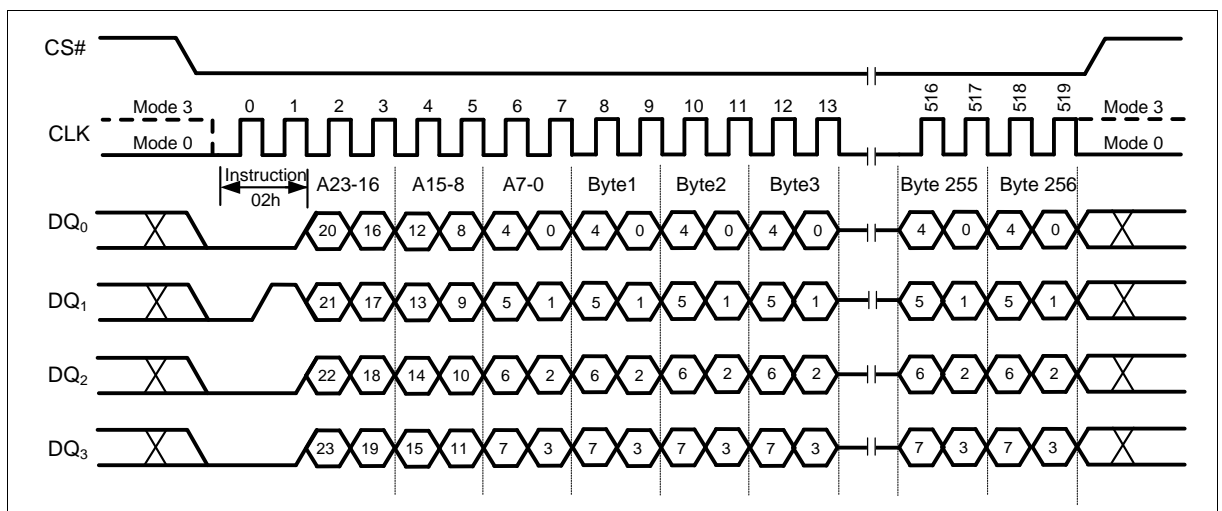 CS#
Mode 3 0 1 2 3 4 5 6 7 8 9 10 11 12 13 516 517 518 519 Mode 3
CLK
Mode 0 Mode 0
Instruction A23-16 A15-8 A7-0 Byte1 Byte2 Byte3 Byte 255 Byte 256
02h
DQ0 20 16 12 8 4 0 4 0 4 0 4 0 4 0 4 0
DQ1 21 17 13 9 5 1 5 1 5 1 5 1 5 1 5 1
DQ2 22 18 14 10 6 2 6 2 6 2 6 2 6 2 6 2
DQ3 23 19 15 11 7 3 7 3 7 3 7 3 7 3 7 3